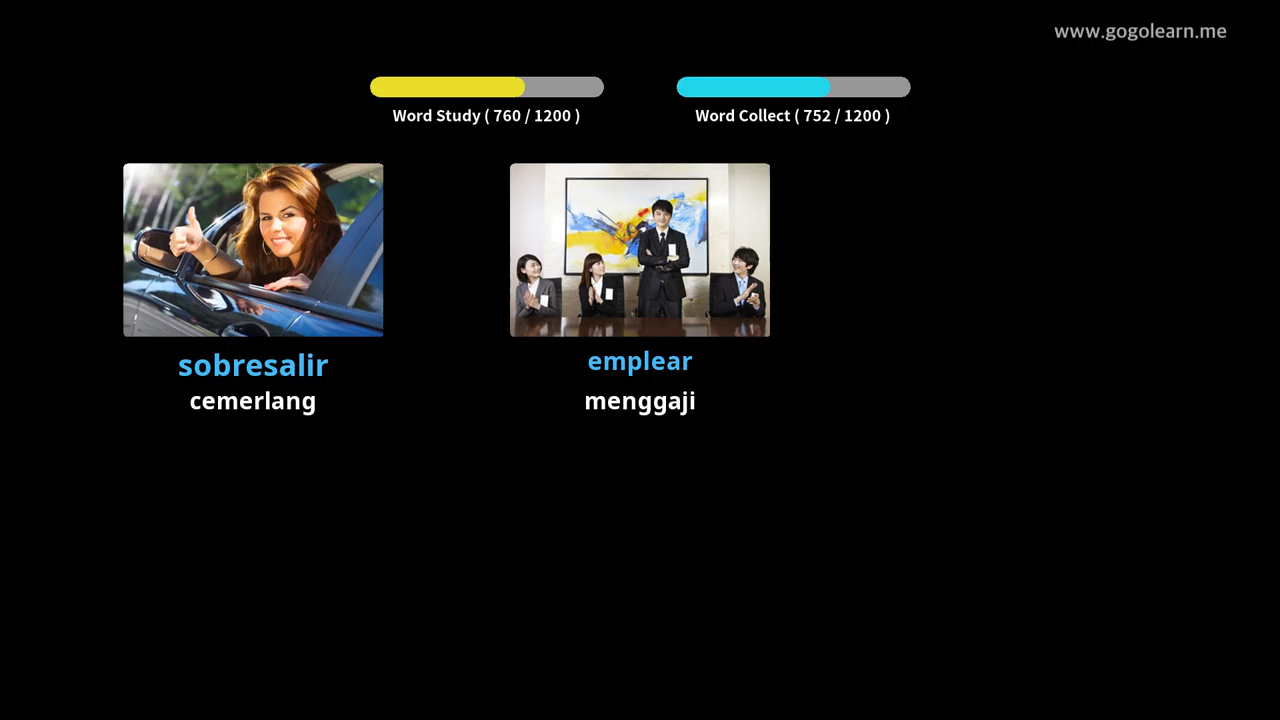 www.gogolearn.me
Word Study ( 760 / 1200 )
Word Collect ( 752 / 1200 )
sobresalir
cemerlang
emplear
menggaji